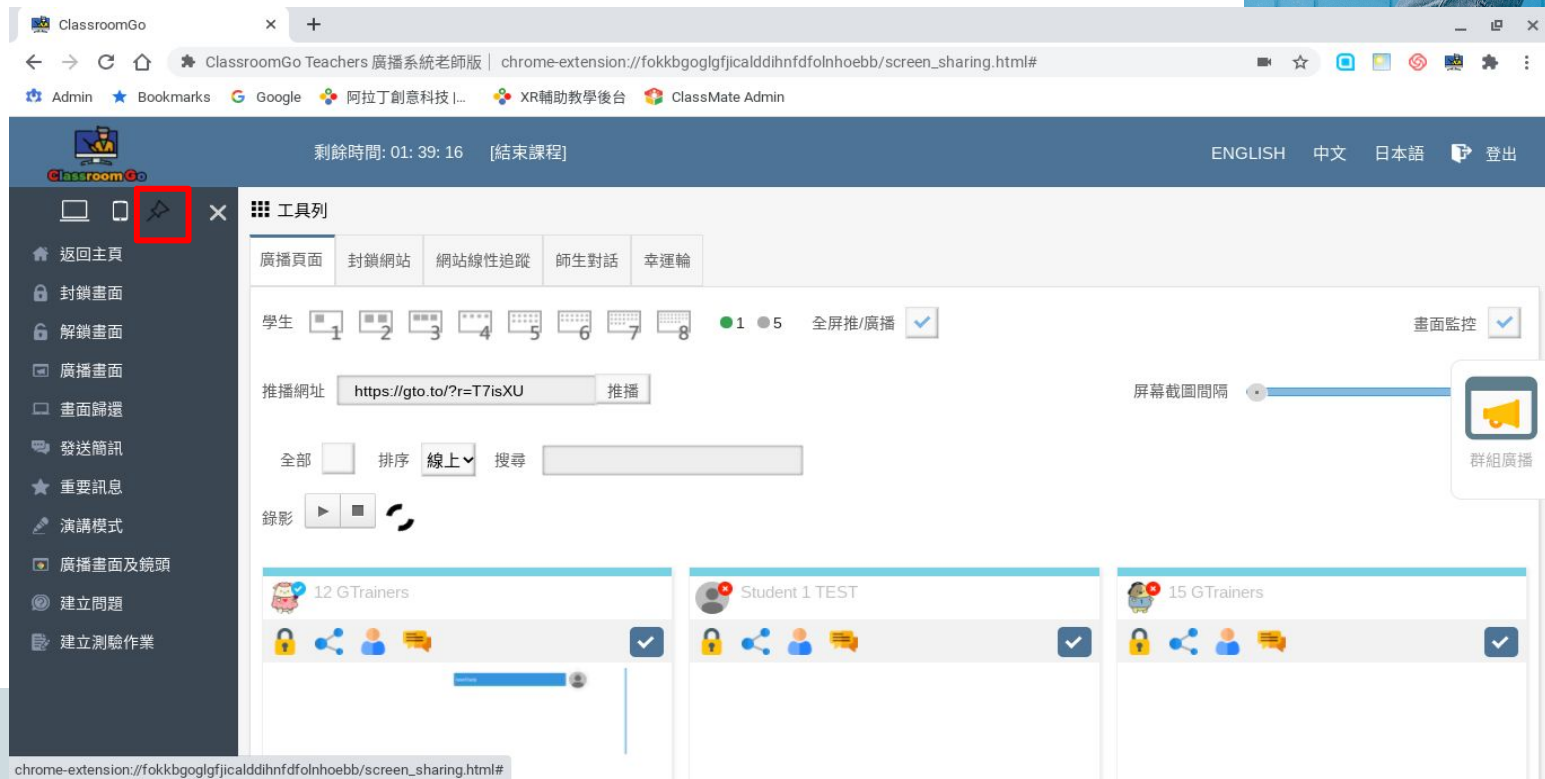 ClassroomGo
ClassroomGo Teachers 廣播系統老師版 | chrome-extension://fokkbgoglgfjicalddihnfdfolnhoebb/screen_sharing.html#
Admin Bookmarks Google 阿拉丁創意科技 |... XR輔助教學後台 ClassMate Admin
ClassroomGo
剩餘時間: 01: 39: 16 [結束課程] ENGLISH 中文 日本語 登出
工具列
返回主頁
封鎖畫面
解鎖畫面
廣播畫面
畫面歸還
發送簡訊
重要訊息
演講模式
廣播畫面及鏡頭
建立問題
建立測驗作業
廣播頁面 封鎖網站 網站線性追蹤 師生對話 幸運輪
學生 1 2 3 4 5 6 7 8 1 5 全屏推/廣播 畫面監控
推播網址 https://gto.to/?r=T7isXU 推播 屏幕截圖間隔
群組廣播
全部 排序 線上 搜尋
錄影
12 GTrainers Student 1 TEST 15 GTrainers
chrome-extension://fokkbgoglgfjicalddihnfdfolnhoebb/screen_sharing.html#